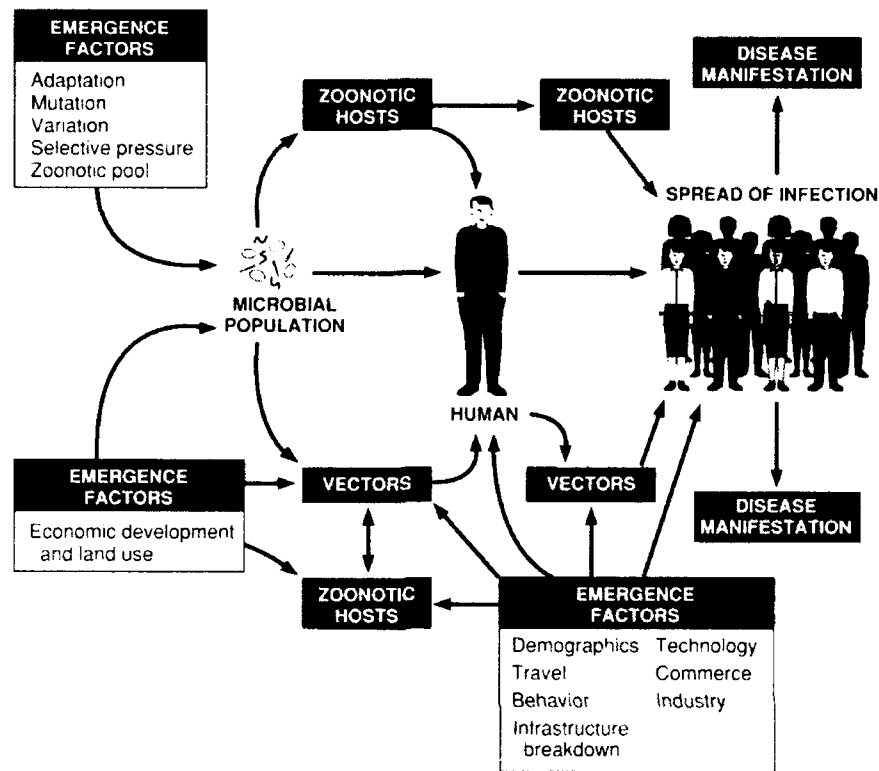 EMERGENCE
FACTORS
Adaptation
Mutation
Variation
Selective pressure
Zoonotic pool
ZOONOTIC
HOSTS
ZOONOTIC
HOSTS
DISEASE
MANIFESTATION
SPREAD OF INFECTION
MICROBIAL
POPULATION
HUMAN
EMERGENCE
FACTORS
Economic development
and land use
VECTORS
VECTORS
DISEASE
MANIFESTATION
ZOONOTIC
HOSTS
EMERGENCE
FACTORS
Demographics
Travel
Behavior
Infrastructure
breakdown
Technology
Commerce
Industry